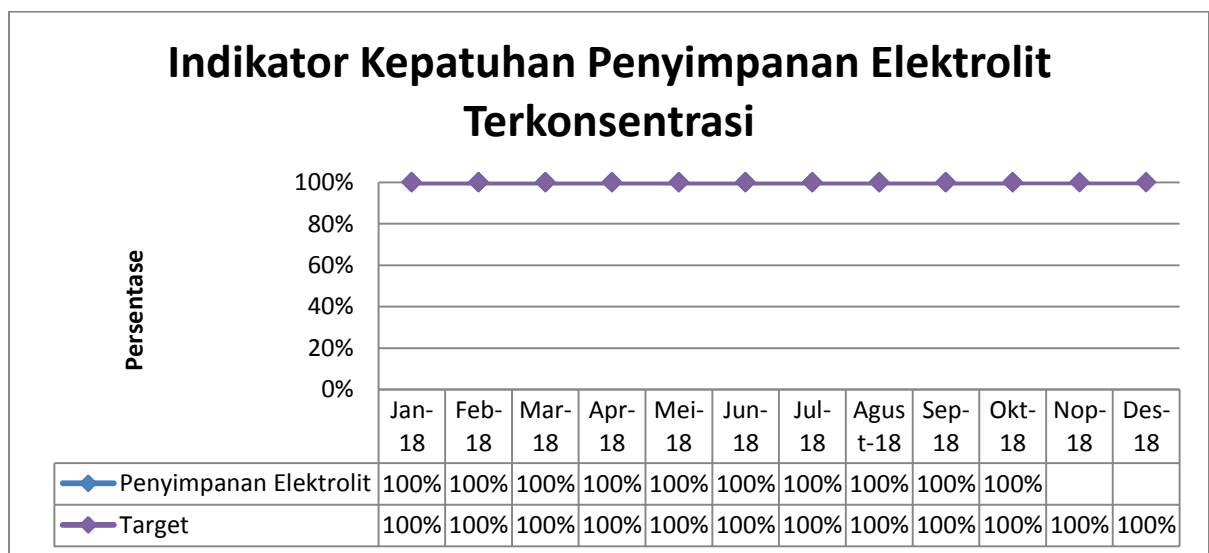 Indikator Kepatuhan Penyimpanan Elektrolit
Terkonsentrasi
Persentase
100%
80%
60%
40%
20%
0%
Jan-18 Feb-18 Mar-18 Apr-18 Mei-18 Jun-18 Jul-18 Agust-18 Sep-18 Okt-18 Nop-18 Des-18
Penyimpanan Elektrolit 100% 100% 100% 100% 100% 100% 100% 100% 100% 100%
Target 100% 100% 100% 100% 100% 100% 100% 100% 100% 100% 100% 100%